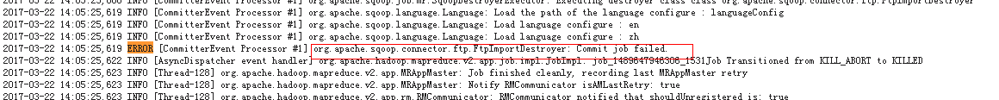 2017-03-22 14:05:25,600 INFO [CommitterEvent Processor #1] org.apache.sqoop.job.mr.SqoopDestroyerExecutor: Executing destroyer class class org.apache.sqoop.connector.ftp.FtpImportDestroyer
2017-03-22 14:05:25,619 INFO [CommitterEvent Processor #1] org.apache.sqoop.language.Language: Load the path of the language configure : languageConfig
2017-03-22 14:05:25,619 INFO [CommitterEvent Processor #1] org.apache.sqoop.language.Language: Load language configure : en
2017-03-22 14:05:25,619 INFO [CommitterEvent Processor #1] org.apache.sqoop.language.Language: Load language configure : zh
2017-03-22 14:05:25,619 ERROR [CommitterEvent Processor #1] org.apache.sqoop.connector.ftp.FtpImportDestroyer: Commit job failed.
2017-03-22 14:05:25,622 INFO [AsyncDispatcher event handler] org.apache.hadoop.mapreduce.v2.app.job.impl.JobImpl: job_1489647946306_1531Job Transitioned from KILL_ABORT to KILLED
2017-03-22 14:05:25,623 INFO [Thread-128] org.apache.hadoop.mapreduce.v2.app.MRAppMaster: Job finished cleanly, recording last MRAppMaster retry
2017-03-22 14:05:25,623 INFO [Thread-128] org.apache.hadoop.mapreduce.v2.app.MRAppMaster: Notify RMCommunicator isAMLastRetry: true
2017-03-22 14:05:25,623 INFO [Thread-128] org.apache.hadoop.mapreduce.v2.app.rm.RMCommunicator: RMCommunicator notified that shouldUnregistered is: true